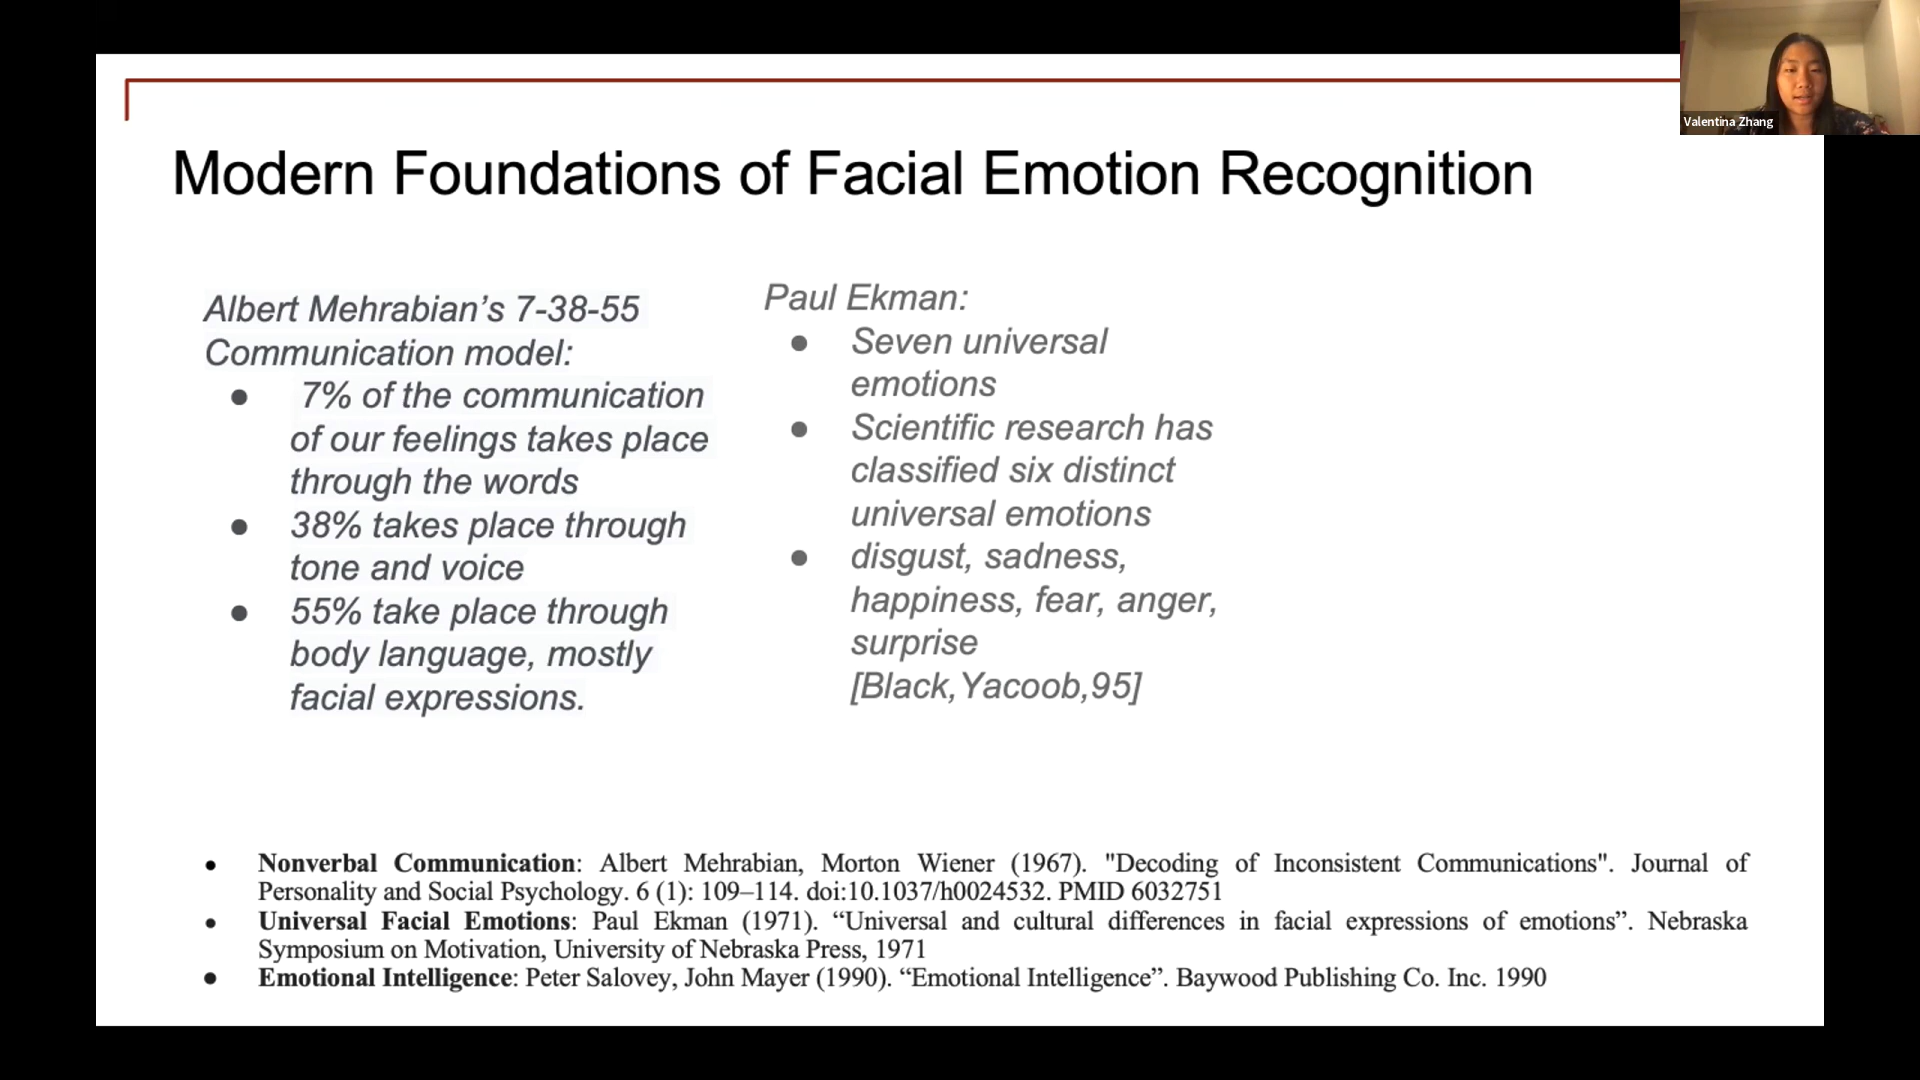 Valentina Zhang
Modern Foundations of Facial Emotion Recognition
Albert Mehrabian’s 7-38-55
Communication model:
● 7% of the communication
of our feelings takes place
through the words
● 38% takes place through
tone and voice
● 55% take place through
body language, mostly
facial expressions.
Paul Ekman:
● Seven universal
emotions
● Scientific research has
classified six distinct
universal emotions
● disgust, sadness,
happiness, fear, anger,
surprise
[Black,Yacoob,95]
● Nonverbal Communication: Albert Mehrabian, Morton Wiener (1967). "Decoding of Inconsistent Communications". Journal of
Personality and Social Psychology. 6 (1): 109–114. doi:10.1037/h0024532. PMID 6032751
● Universal Facial Emotions: Paul Ekman (1971). “Universal and cultural differences in facial expressions of emotions”. Nebraska
Symposium on Motivation, University of Nebraska Press, 1971
● Emotional Intelligence: Peter Salovey, John Mayer (1990). “Emotional Intelligence”. Baywood Publishing Co. Inc. 1990